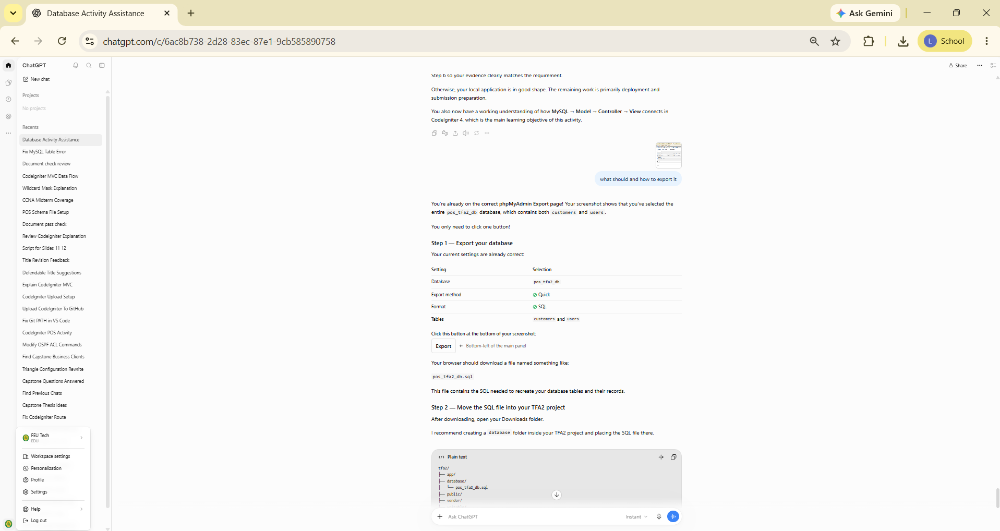 Database Activity Assistance
Ask Gemini
chatgpt.com/c/6ac8b738-2d28-83ec-87e1-9cb585890758
L School
ChatGPT
New chat
Projects
No projects
Recents
Database Activity Assistance
Fix MySQL Table Error
Document check review
CodeIgniter MVC Data Flow
Wildcard Mask Explanation
CCNA Midterm Coverage
POS Schema File Setup
Document pass check
Review CodeIgniter Explanation
Script for Slides 11 12
Title Revision Feedback
Defendable Title Suggestions
Explain CodeIgniter MVC
CodeIgniter Upload Setup
Upload CodeIgniter To GitHub
Fix Git PATH in VS Code
CodeIgniter POS Activity
Modify OSPF ACL Commands
Find Capstone Business Clients
Triangle Configuration Rewrite
Capstone Questions Answered
Find Previous Chats
Capstone Thesis Ideas
Fix CodeIgniter Route
FEU Tech
EDU
Workspace settings
Personalization
Profile
Settings
Help
Log out
Share
Step 6 so your evidence clearly matches the requirement.
Otherwise, your local application is in good shape. The remaining work is primarily deployment and
submission preparation.
You also now have a working understanding of how MySQL → Model → Controller → View connects in
CodeIgniter 4, which is the main learning objective of this activity.
what should and how to export it
You're already on the correct phpMyAdmin Export page! Your screenshot shows that you've selected the
entire pos_tfa2_db database, which contains both customers and users.
You only need to click one button!
Step 1 — Export your database
Your current settings are already correct:
Setting Selection
Database pos_tfa2_db
Export method Quick
Format SQL
Tables customers and users
Click this button at the bottom of your screenshot:
Export ← Bottom-left of the main panel
Your browser should download a file named something like:
pos_tfa2_db.sql
This file contains the SQL needed to recreate your database tables and their records.
Step 2 — Move the SQL file into your TFA2 project
After downloading, open your Downloads folder.
I recommend creating a database folder inside your TFA2 project and placing the SQL file there.
Plain text
tfa2/
├── app/
├── database/
│   └── pos_tfa2_db.sql
├── public/
├── vendor/
Ask ChatGPT
Instant